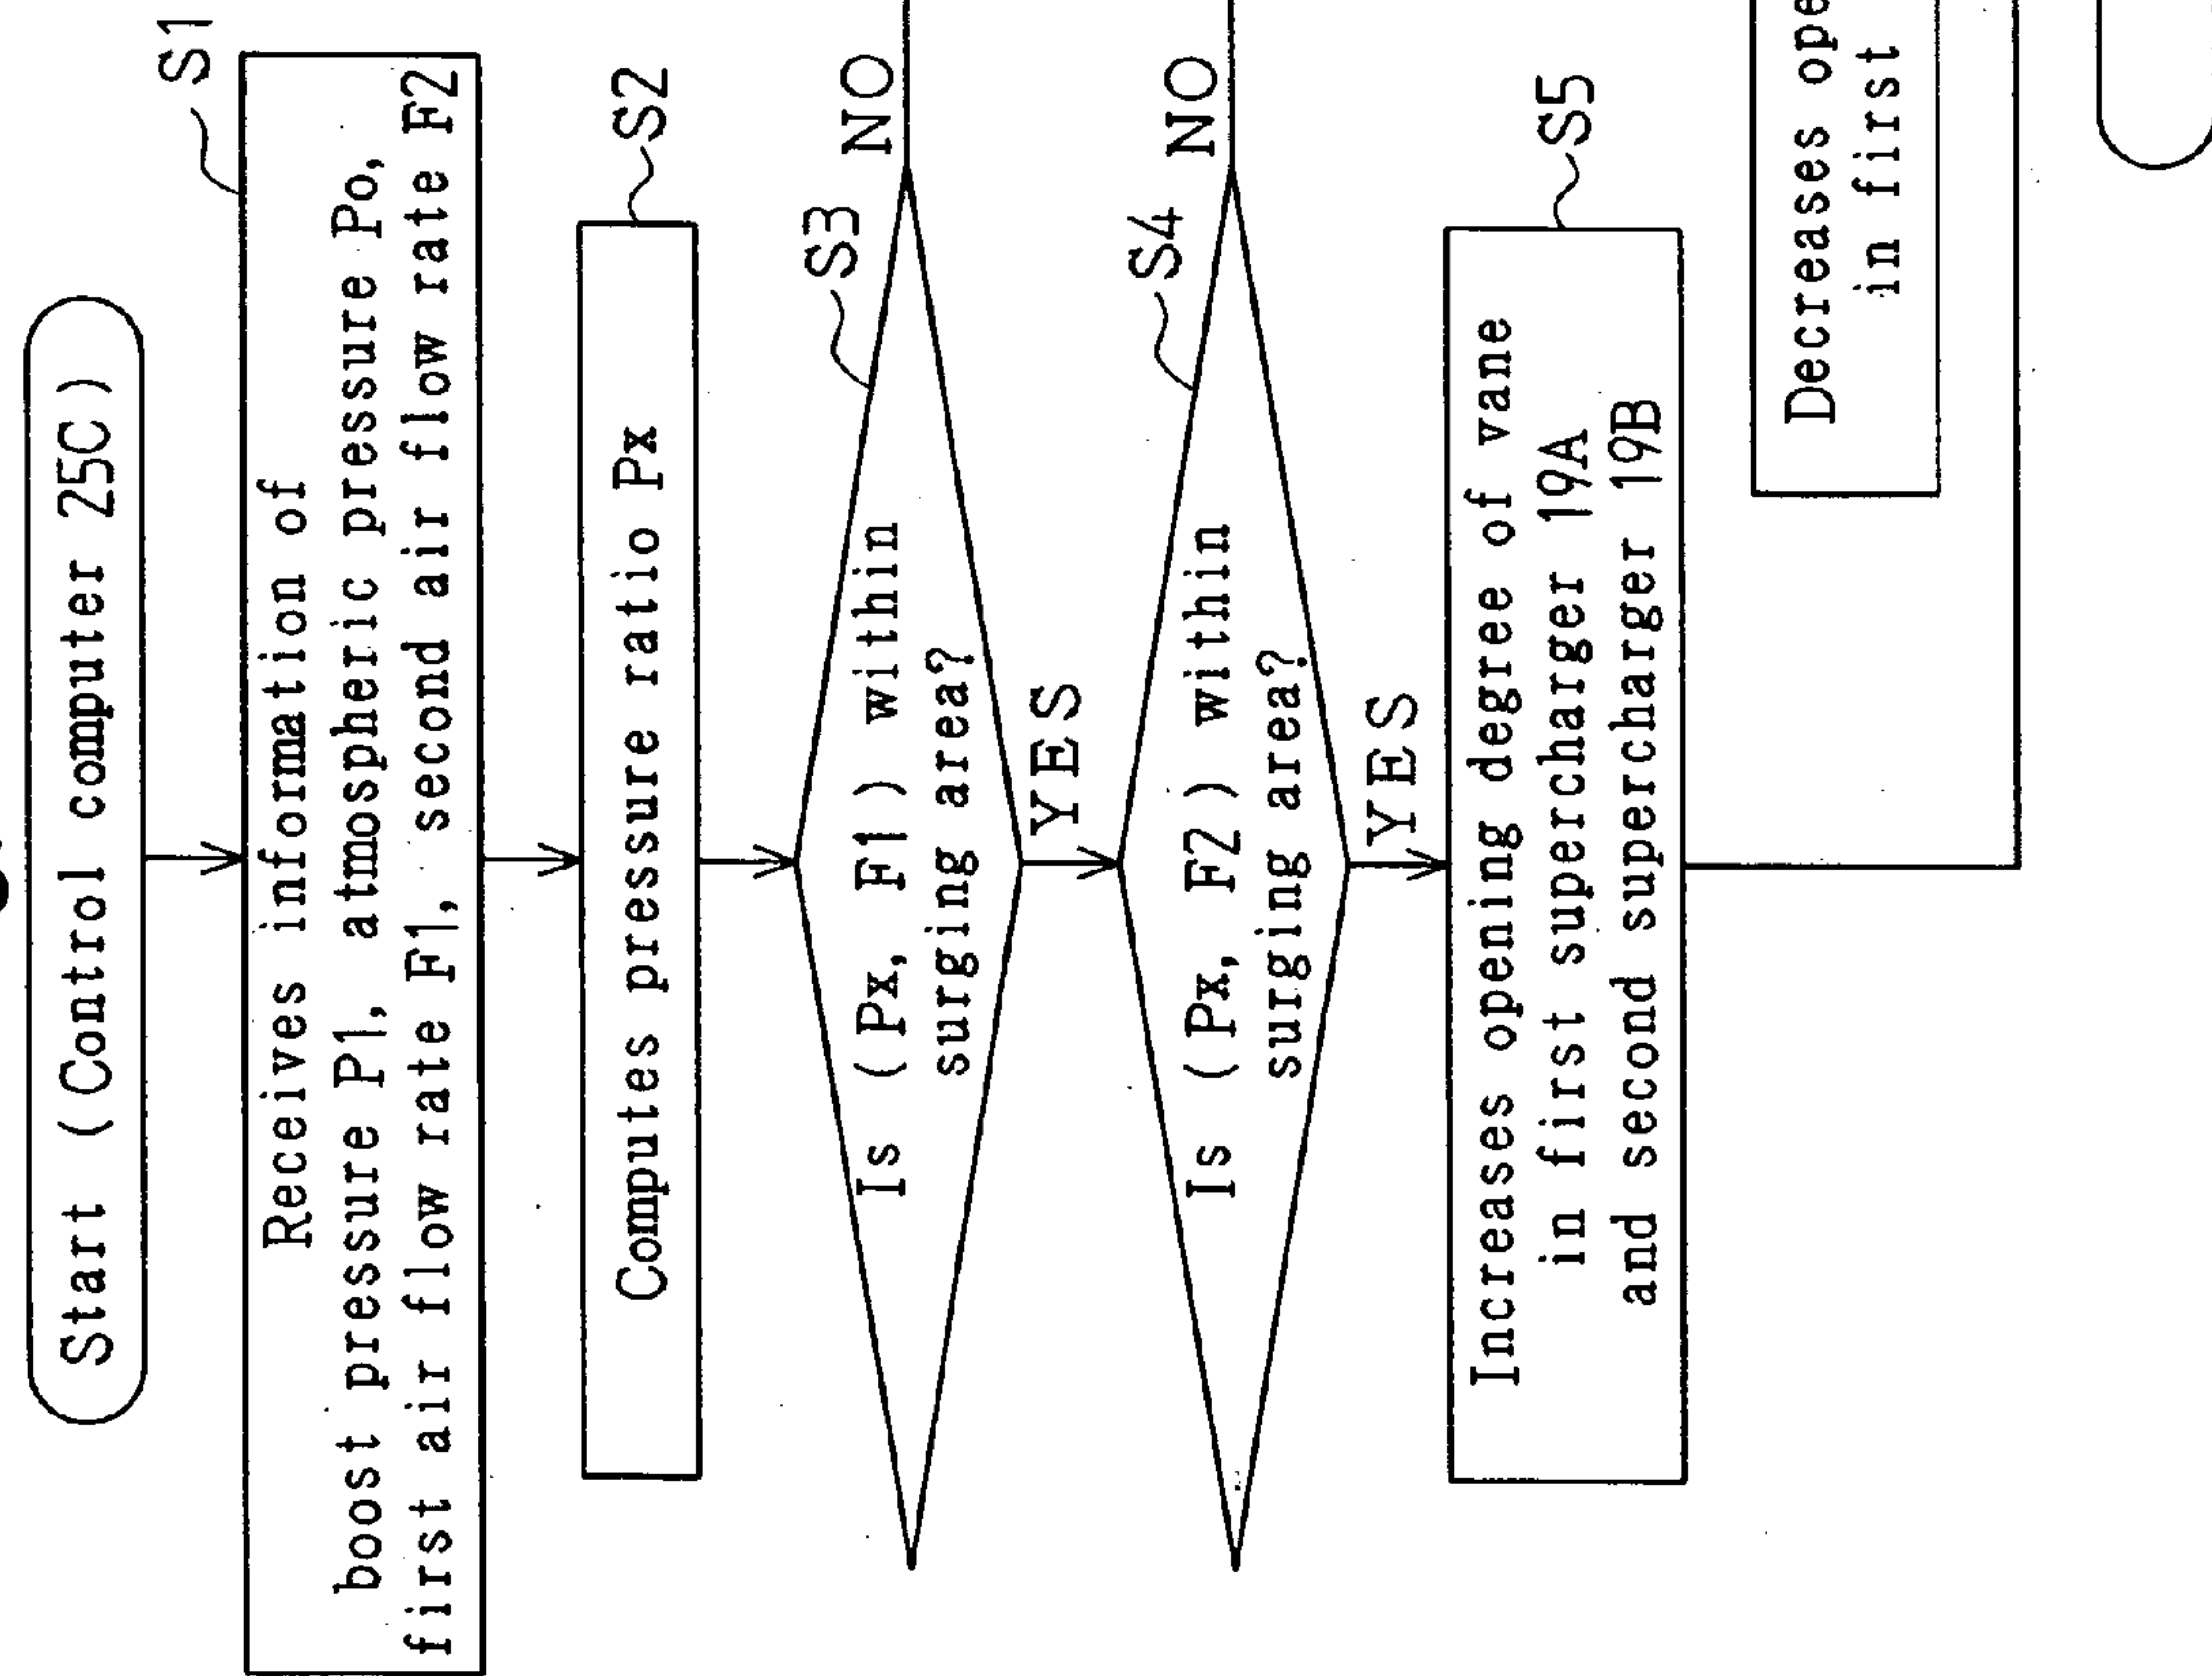 Start (Control computer 25C)
S1
Receives information of
boost pressure P1, atmospheric pressure Po,
first air flow rate F1, second air flow rate F2
S2
Computes pressure ratio Px
S3
Is (Px, F1) within
surging area?
NO
YES
S4
Is (Px, F2) within
surging area?
NO
YES
S5
Increases opening degree of vane
in first supercharger 19A
and second supercharger 19B
Decreases ope
in first